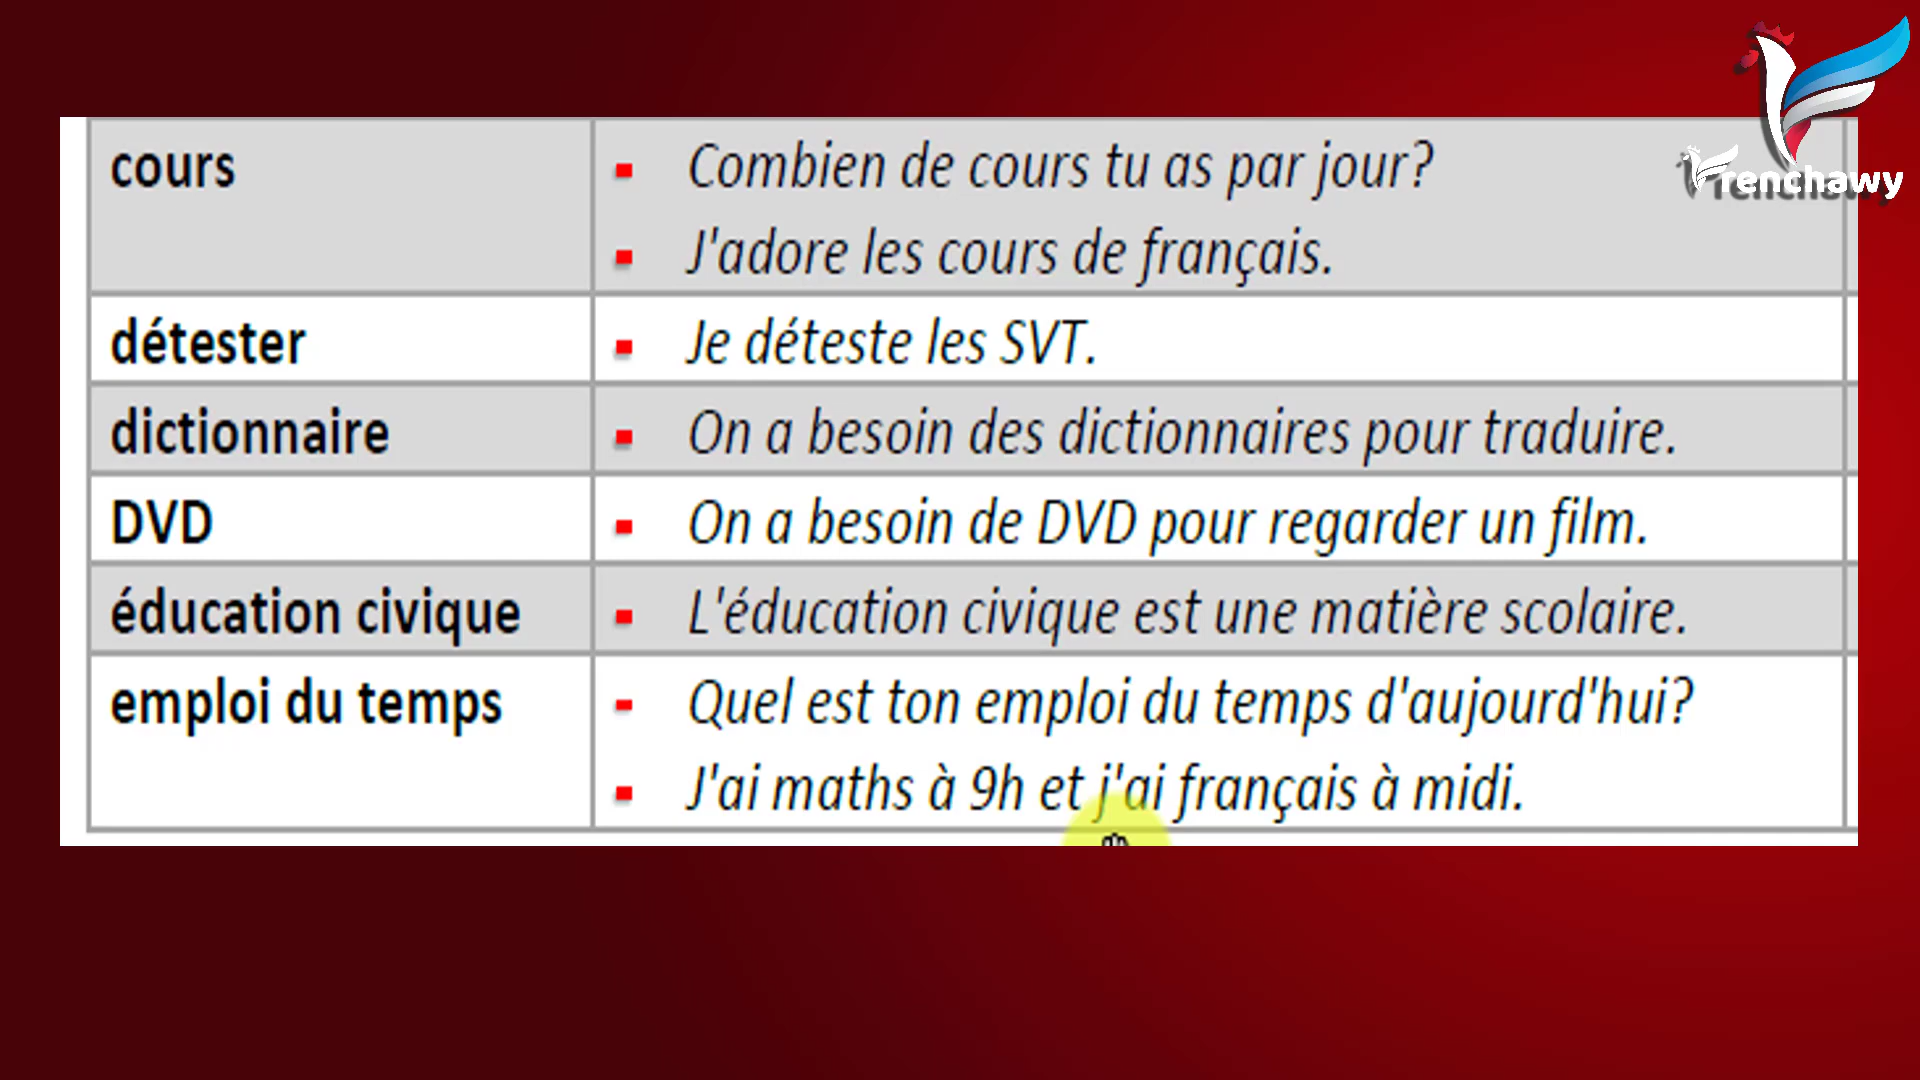 Frenchawy
cours
Combien de cours tu as par jour?
J'adore les cours de français.
détester
Je déteste les SVT.
dictionnaire
On a besoin des dictionnaires pour traduire.
DVD
On a besoin de DVD pour regarder un film.
éducation civique
L'éducation civique est une matière scolaire.
emploi du temps
Quel est ton emploi du temps d'aujourd'hui?
J'ai maths à 9h et j'ai français à midi.